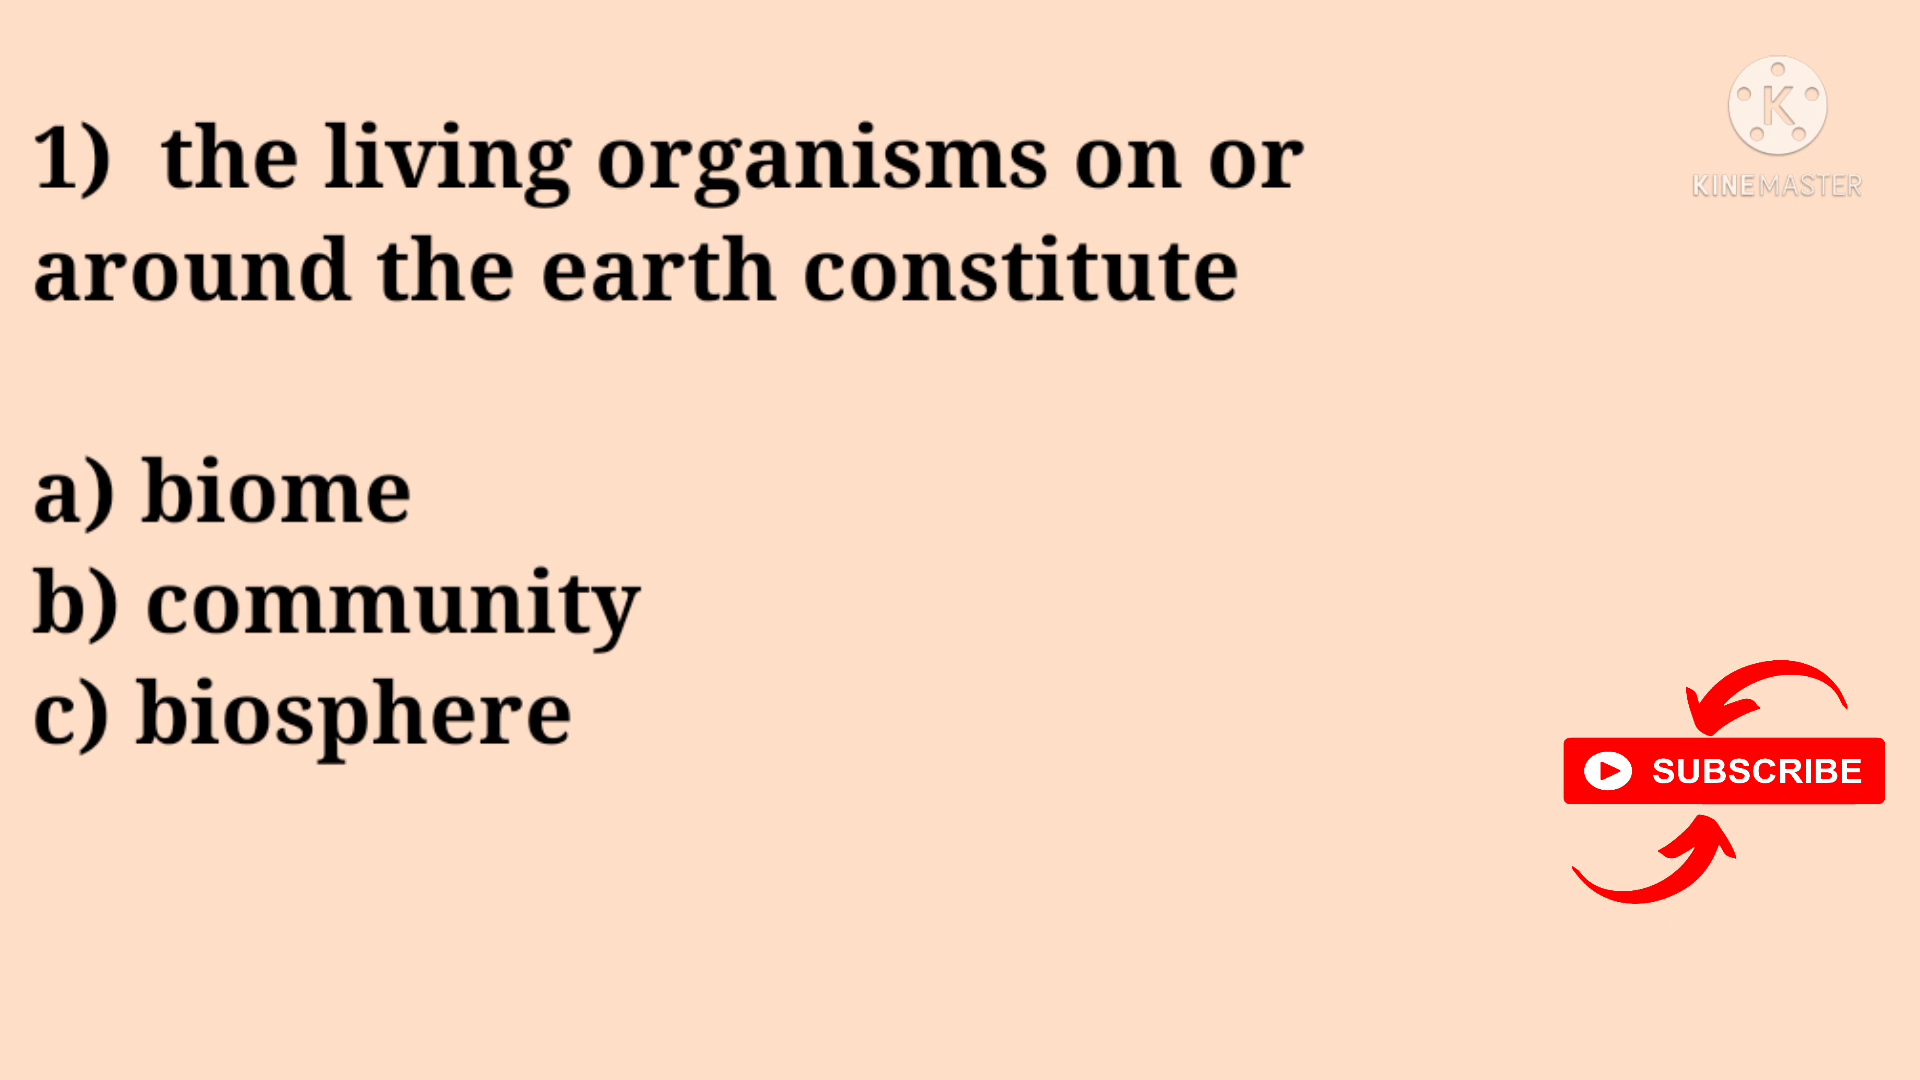 1)  the living organisms on or
around the earth constitute
a) biome
b) community
c) biosphere
K
KINEMASTER
SUBSCRIBE